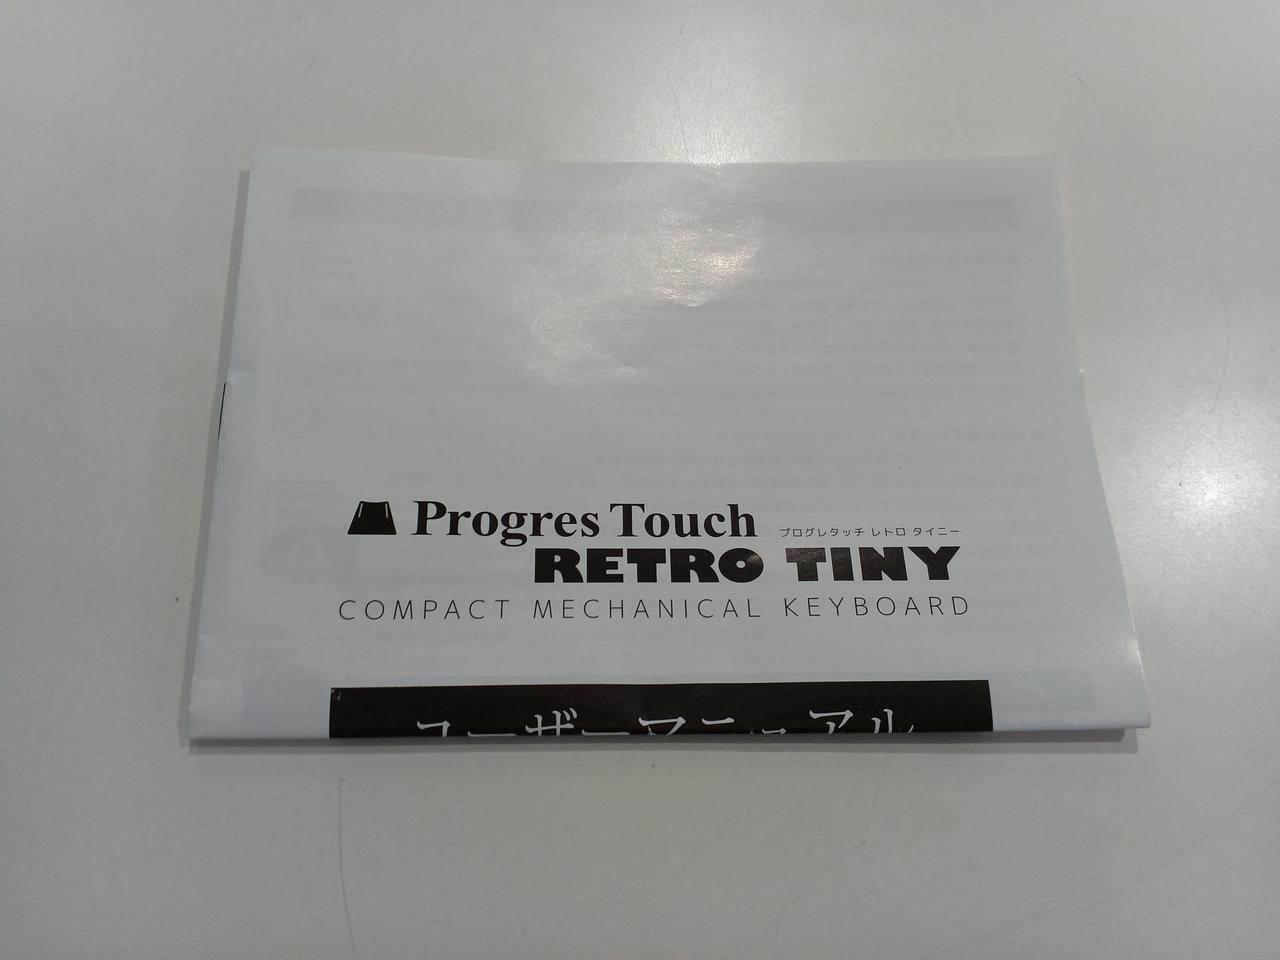 Progres Touch プログレタッチ レトロ タイニー
RETRO TINY
COMPACT MECHANICAL KEYBOARD
ユーザーマニュアル